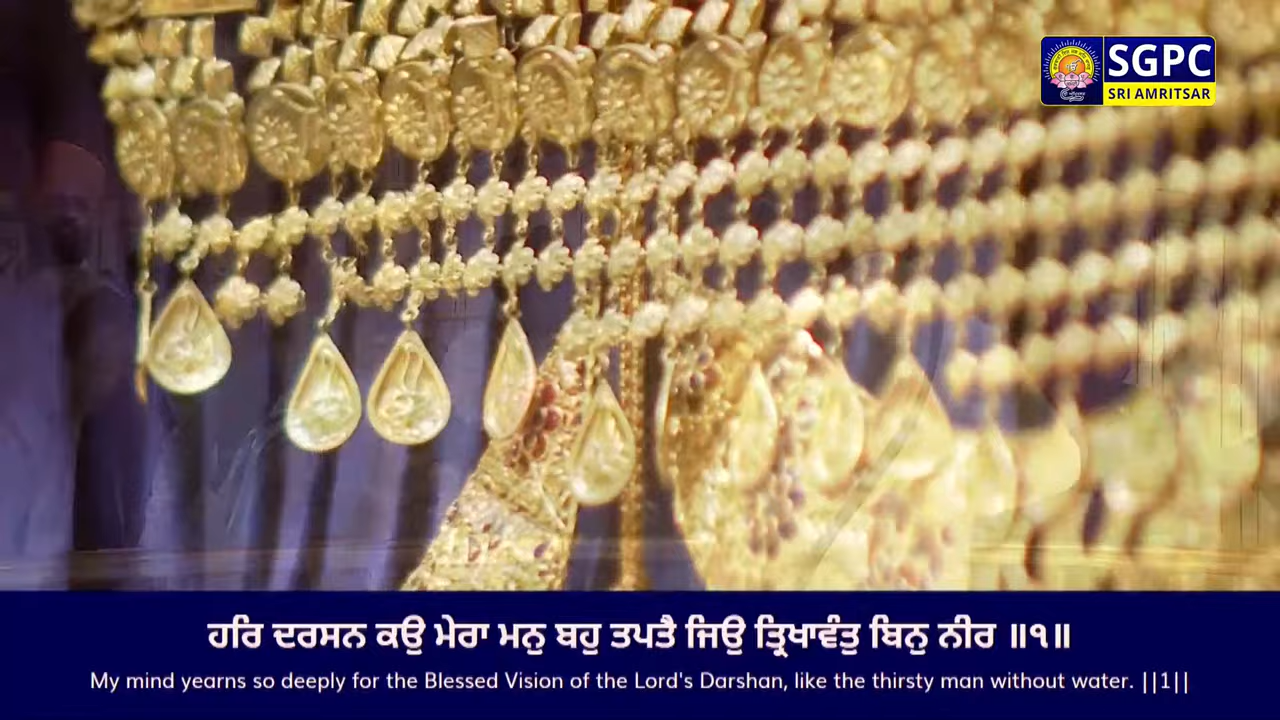 SGPC
SRI AMRITSAR
ਹਰਿ ਦਰਸਨ ਕਉ ਮੇਰਾ ਮਨੁ ਬਹੁ ਤਪਤੈ ਜਿਉ ਤ੍ਰਿਖਾਵੰਤੁ ਬਿਨੁ ਨੀਰ ॥੧॥
My mind yearns so deeply for the Blessed Vision of the Lord's Darshan, like the thirsty man without water. ||1||